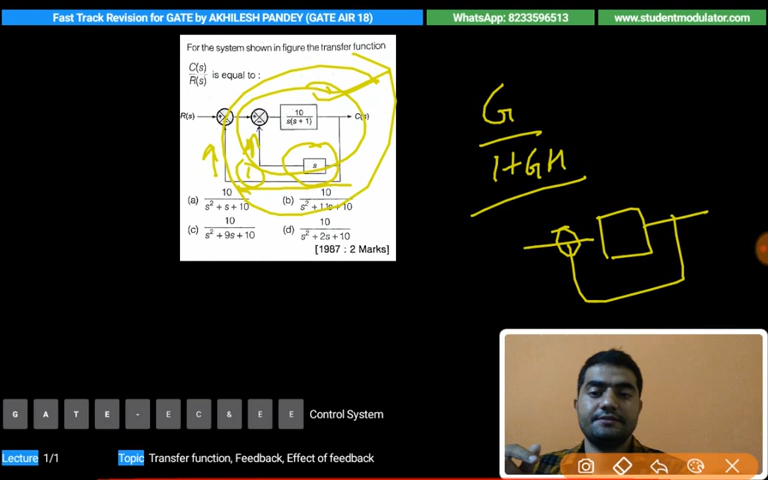 Fast Track Revision for GATE by AKHILESH PANDEY (GATE AIR 18)
WhatsApp: 8233596513
www.studentmodulator.com
For the system shown in figure the transfer function
C(s)/R(s) is equal to :
R(s)
10/s(s + 1)
C(s)
s
1
(a) 10/s² + s + 10
(b) 10/s² + 11s + 10
(c) 10/s² + 9s + 10
(d) 10/s² + 2s + 10
[1987 : 2 Marks]
G
1+GH
G A T E - E C & E E Control System
Lecture 1/1 Topic Transfer function, Feedback, Effect of feedback